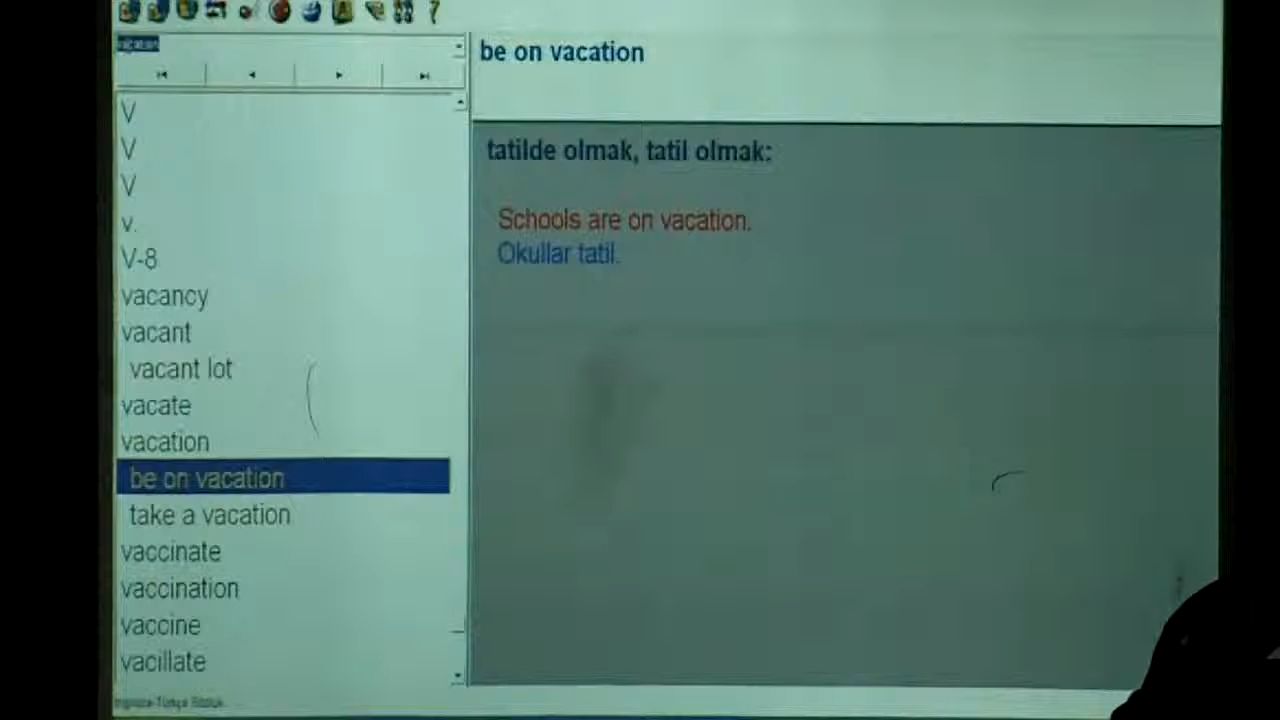 be on vacation
V
V
V
v.
V-8
vacancy
vacant
vacant lot
vacate
vacation
be on vacation
take a vacation
vaccinate
vaccination
vaccine
vacillate
tatilde olmak, tatil olmak:
Schools are on vacation.
Okullar tatil.